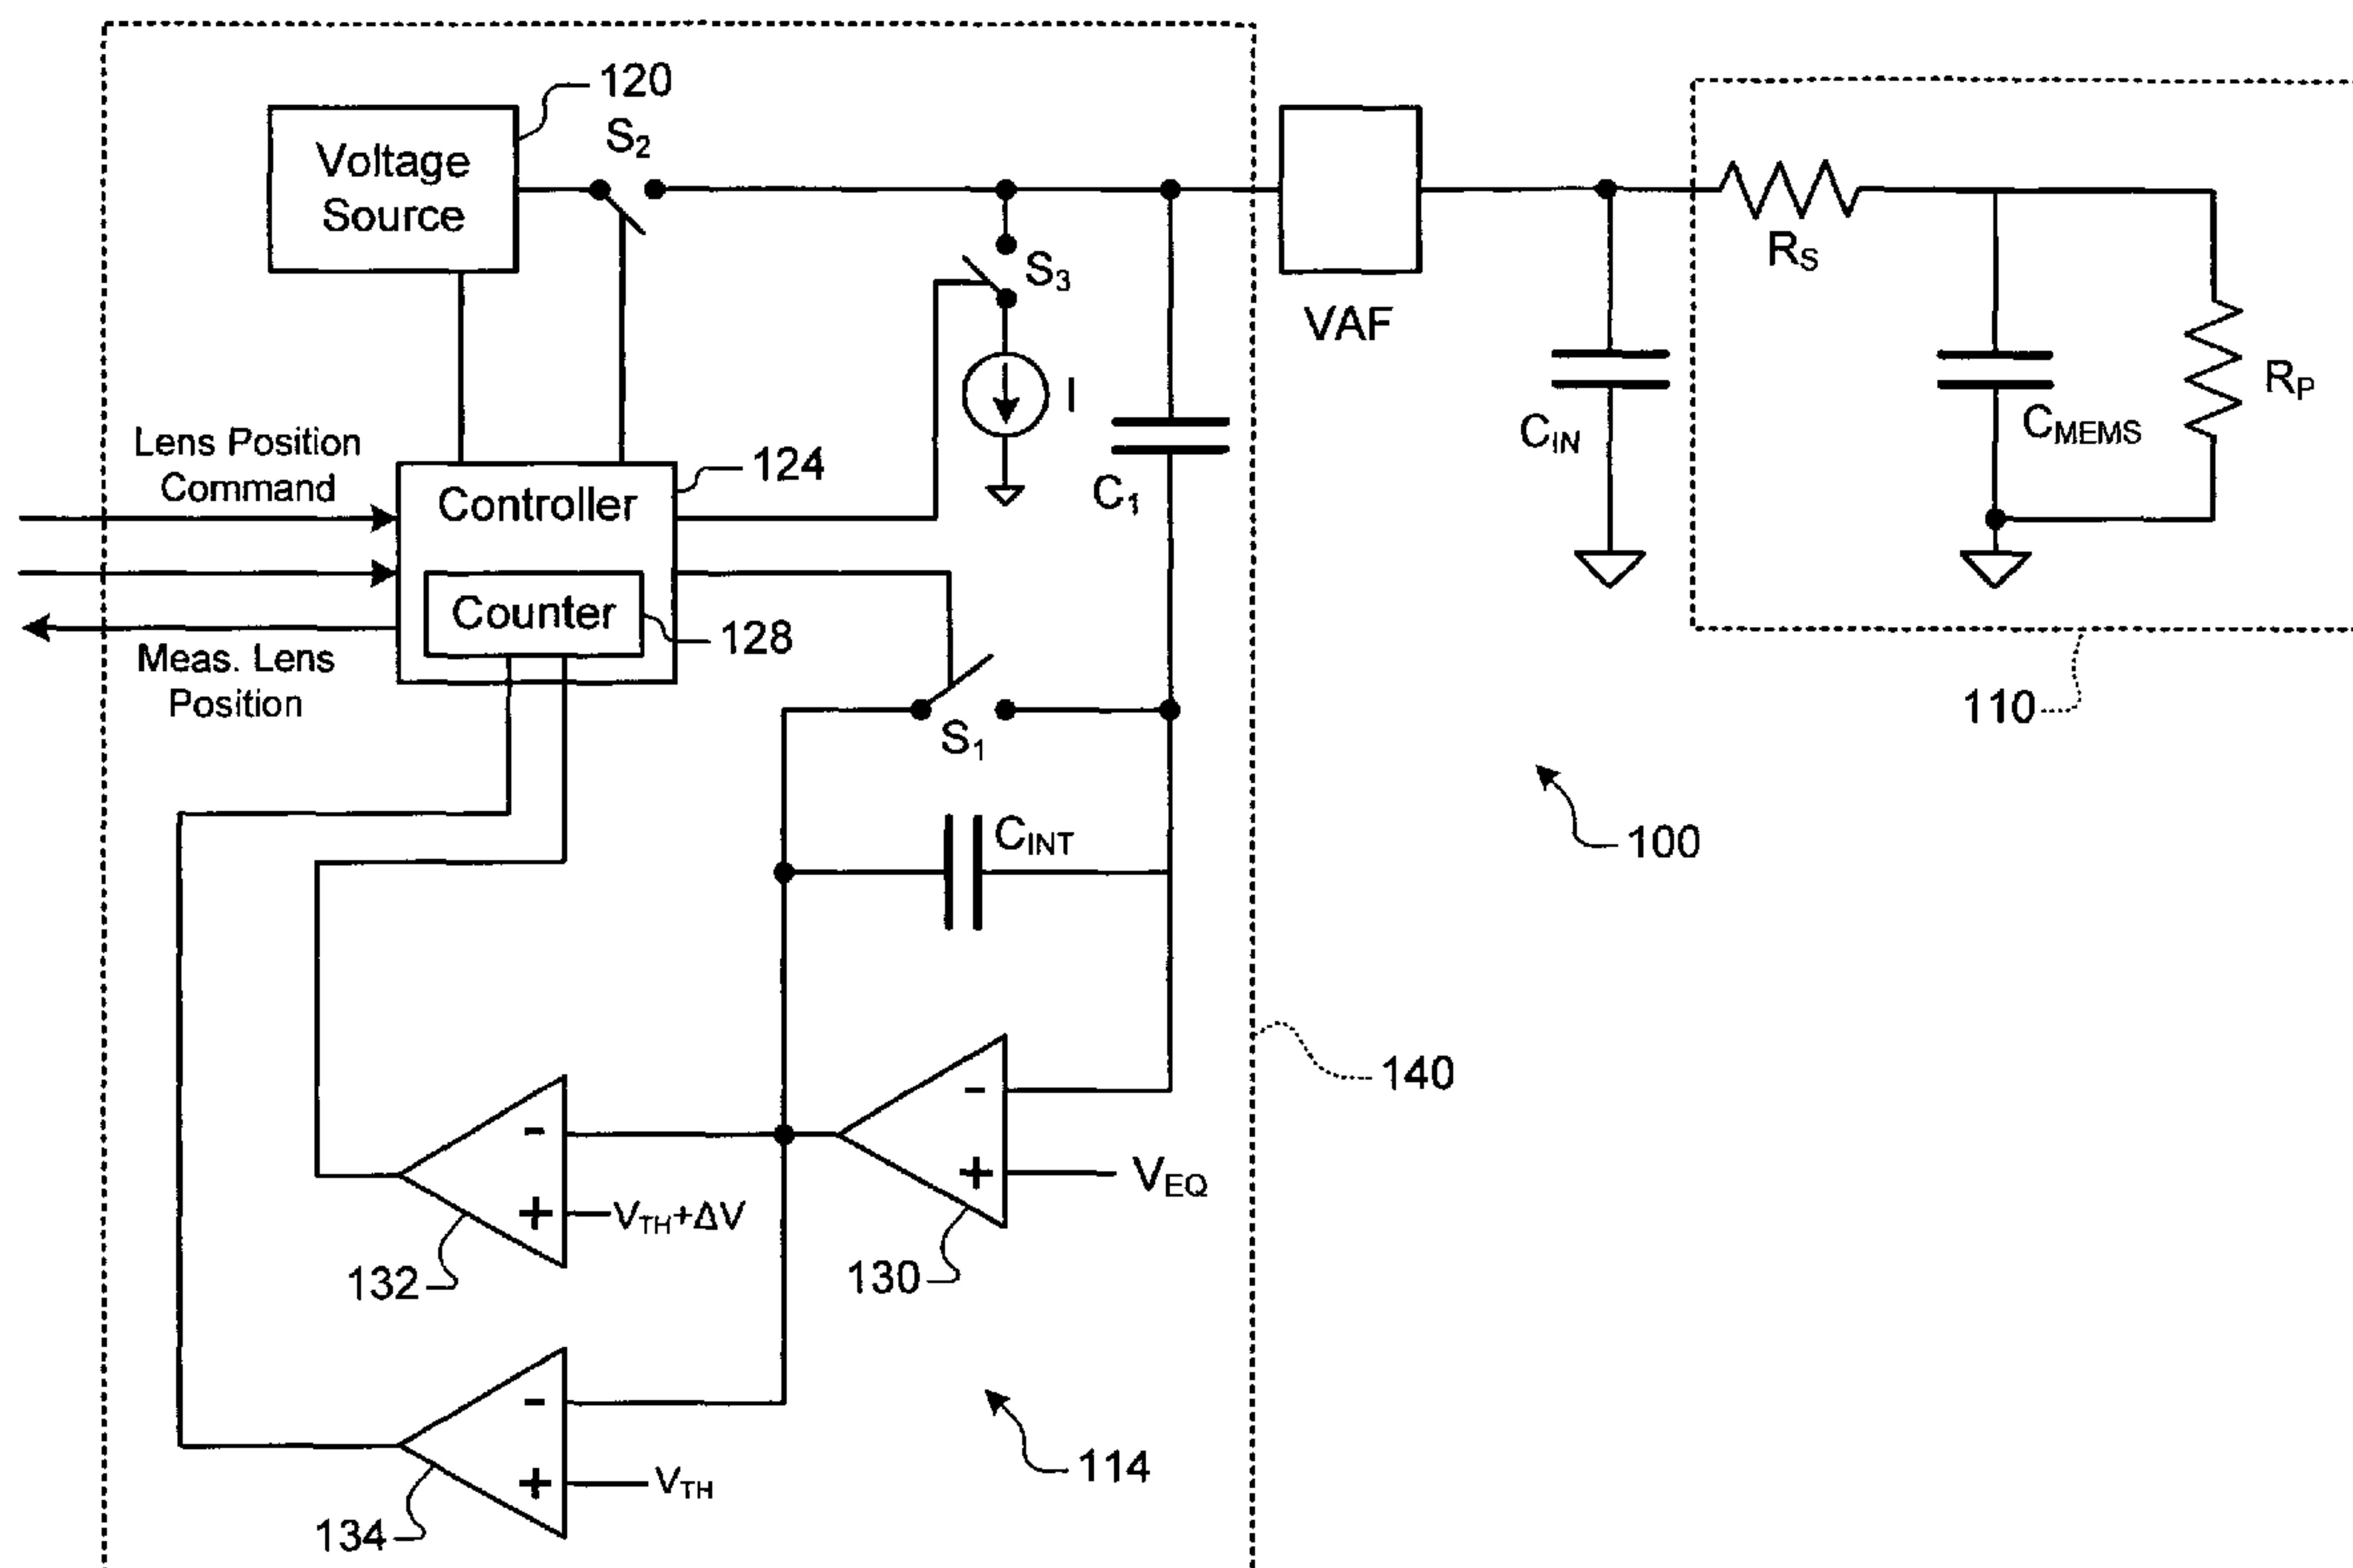 120
S2
Voltage
Source
S3
VAF
RS
I
RP
CIN
CMEMS
Lens Position
Command
124
Controller
C1
Counter
128
Meas. Lens
Position
110
S1
CINT
100
140
-
-
+
VEQ
+
VTH+ΔV
132
130
-
+
VTH
114
134